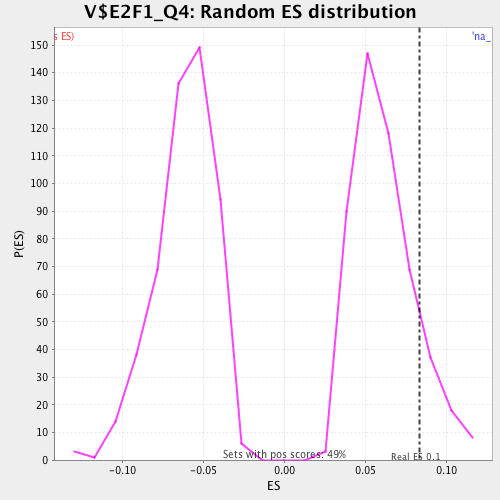 V$E2F1_Q4: Random ES distribution
s ES)
'na_
150
140
130
120
110
100
90
80
70
60
50
40
30
20
10
0
P(ES)
Sets with pos scores: 49%
Real ES 0.1
-0.10 -0.05 0.00 0.05 0.10
ES